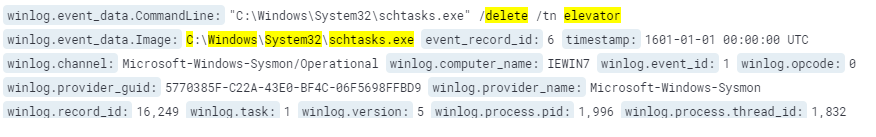 winlog.event_data.CommandLine: "C:\Windows\System32\schtasks.exe" /delete /tn elevator
winlog.event_data.Image: C:\Windows\System32\schtasks.exe event_record_id: 6 timestamp: 1601-01-01 00:00:00 UTC
winlog.channel: Microsoft-Windows-Sysmon/Operational winlog.computer_name: IEWIN7 winlog.event_id: 1 winlog.opcode: 0
winlog.provider_guid: 5770385F-C22A-43E0-BF4C-06F5698FFBD9 winlog.provider_name: Microsoft-Windows-Sysmon
winlog.record_id: 16,249 winlog.task: 1 winlog.version: 5 winlog.process.pid: 1,996 winlog.process.thread_id: 1,832